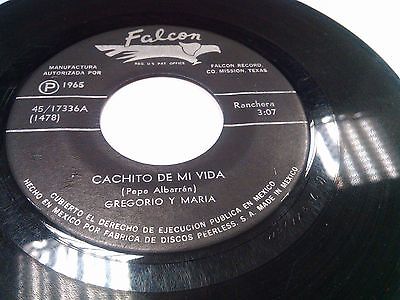 Falcon
REG U S PAT OFFICE
MANUFACTURA
AUTORIZADA POR
FALCON RECORD
CO. MISSION, TEXAS
P 1965
45/17336A
(1478)
Ranchera
3:07
CACHITO DE MI VIDA
(Pepe Albarrén)
GREGORIO Y MARIA
CUBIERTO EL DERECHO DE EJECUCION PUBLICA EN MEXICO
HECHO EN MEXICO POR FABRICA DE DISCOS PEERLESS, S. A. MADE IN MEXICO